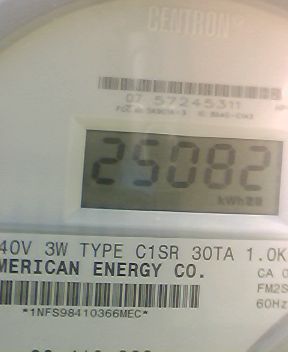 CENTRON
07 57245311
25082
kWh
40V 3W TYPE C1SR 30TA 1.0K
MERICAN ENERGY CO.
CA 0
FM2S
60Hz
*1NFS98410366MEC*